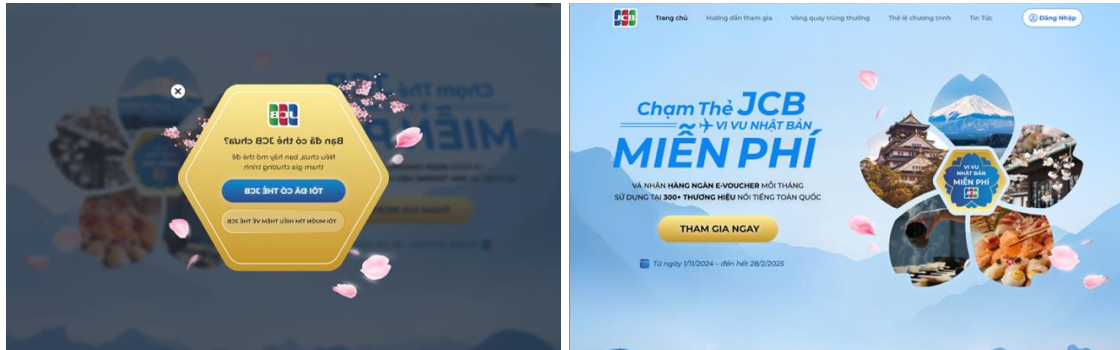 JCB
Bạn đã có thẻ JCB chưa?
Nếu chưa, bạn hãy mở thẻ để
tham gia chương trình
TÔI ĐÃ CÓ THẺ JCB
TÔI MUỐN TÌM HIỂU THÊM VỀ THẺ JCB
Chạm Thẻ JCB
MIỄN
JCB
Trang chủ
Hướng dẫn tham gia
Vòng quay trúng thưởng
Thể lệ chương trình
Tin Tức
Đăng Nhập
Chạm Thẻ JCB
VI VU NHẬT BẢN
MIỄN PHÍ
VÀ NHẬN HÀNG NGÀN E-VOUCHER MỖI THÁNG
SỬ DỤNG TẠI 300+ THƯƠNG HIỆU NỔI TIẾNG TOÀN QUỐC
THAM GIA NGAY
Từ ngày 1/11/2024 – đến hết 28/2/2025
VI VU
NHẬT BẢN
MIỄN PHÍ
JCB